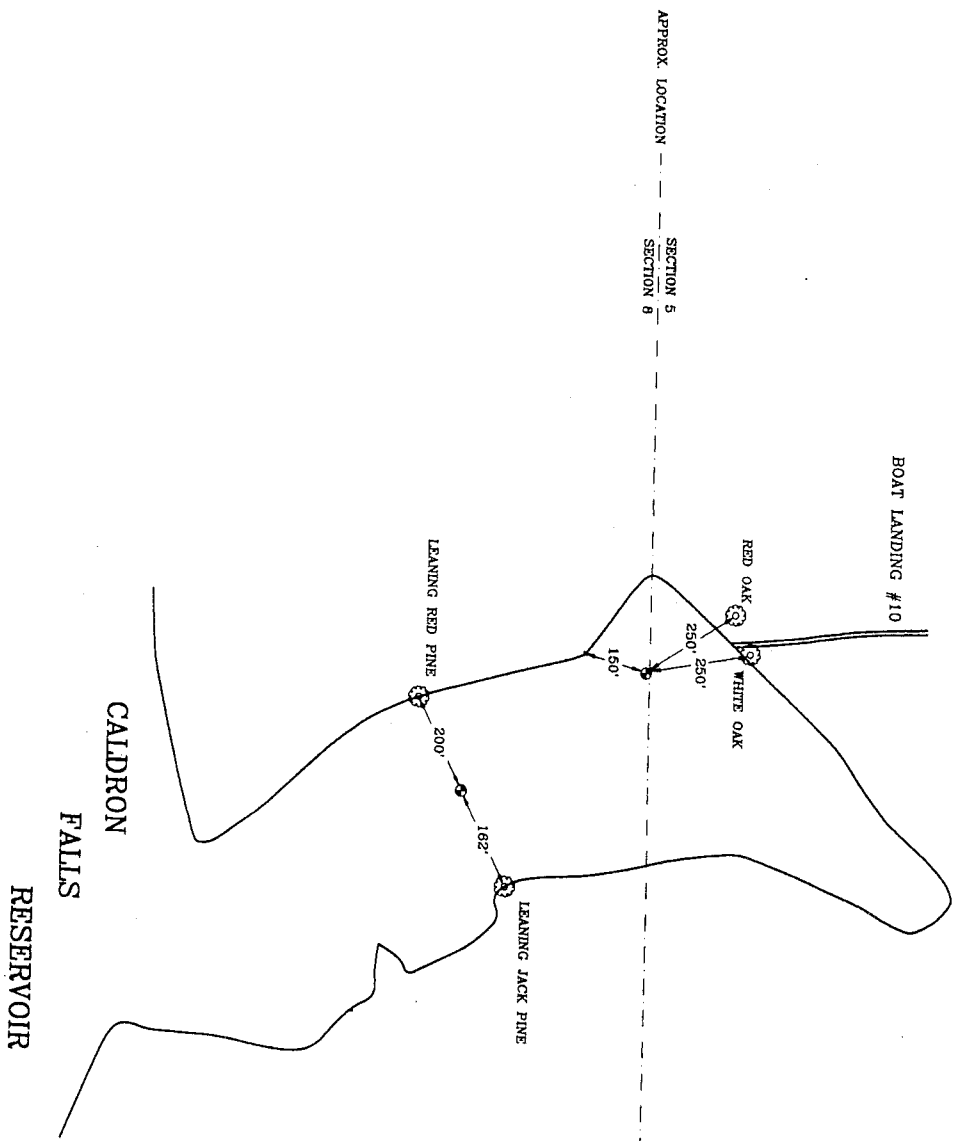 APPROX. LOCATION
SECTION 5
SECTION 8
BOAT LANDING #10
RED OAK
WHITE OAK
250'
250'
150'
LEANING RED PINE
200'
162'
LEANING JACK PINE
CALDRON
FALLS
RESERVOIR